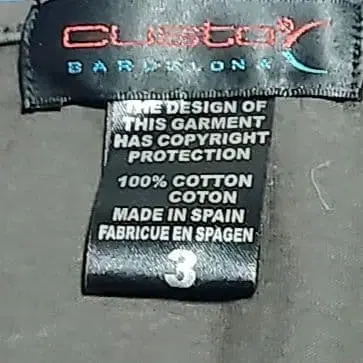 custo
BARCELONA
THE DESIGN OF
THIS GARMENT
HAS COPYRIGHT
PROTECTION
100% COTTON
COTON
MADE IN SPAIN
FABRICUE EN SPAGEN
3